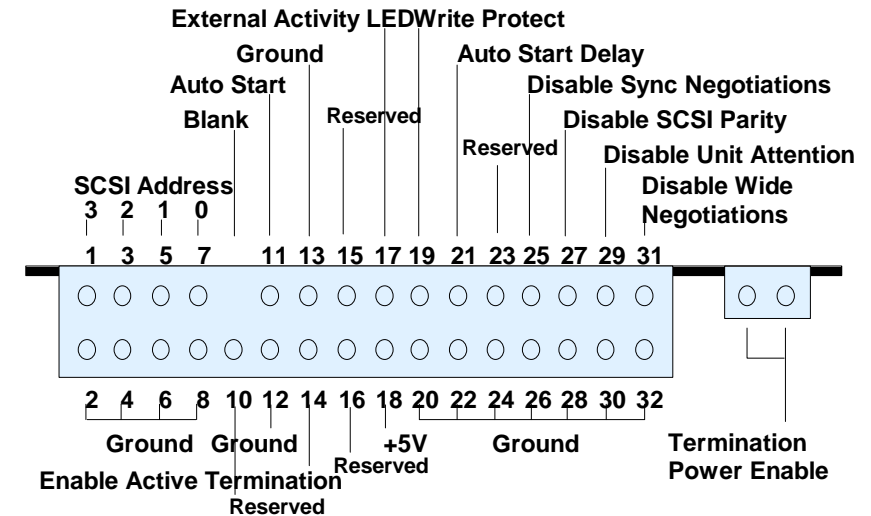 External Activity LED Write Protect
Ground Auto Start Delay
Auto Start Disable Sync Negotiations
Blank Reserved Disable SCSI Parity
Reserved Disable Unit Attention
SCSI Address Disable Wide
3 2 1 0 Negotiations
1 3 5 7 11 13 15 17 19 21 23 25 27 29 31
2 4 6 8 10 12 14 16 18 20 22 24 26 28 30 32
Ground Ground +5V Ground Termination
Reserved Power Enable
Enable Active Termination
Reserved